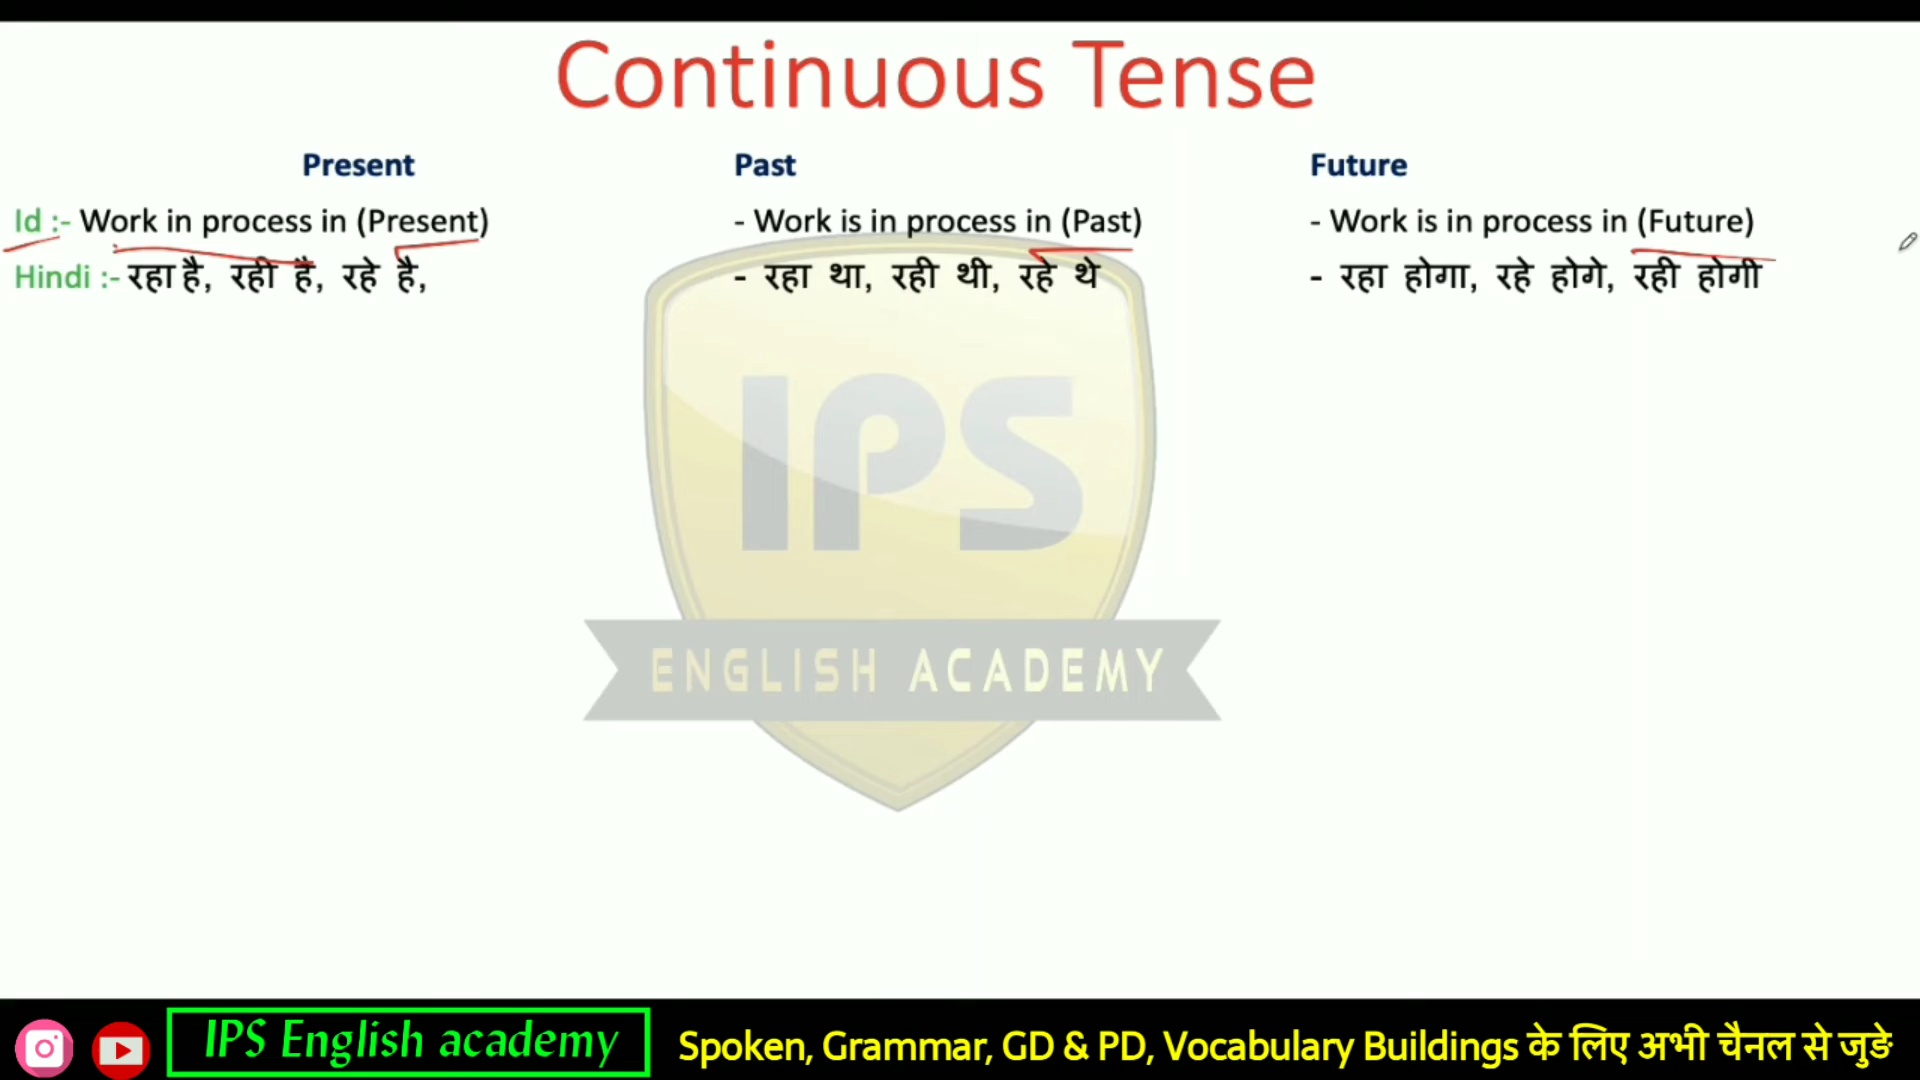 Continuous Tense
Present Past Future
Id :- Work in process in (Present) - Work is in process in (Past) - Work is in process in (Future)
Hindi :- रहा है, रही है, रहे है, - रहा था, रही थी, रहे थे - रहा होगा, रहे होगे, रही होगी
IPS
ENGLISH ACADEMY
IPS English academy Spoken, Grammar, GD & PD, Vocabulary Buildings के लिए अभी चैनल से जुडे